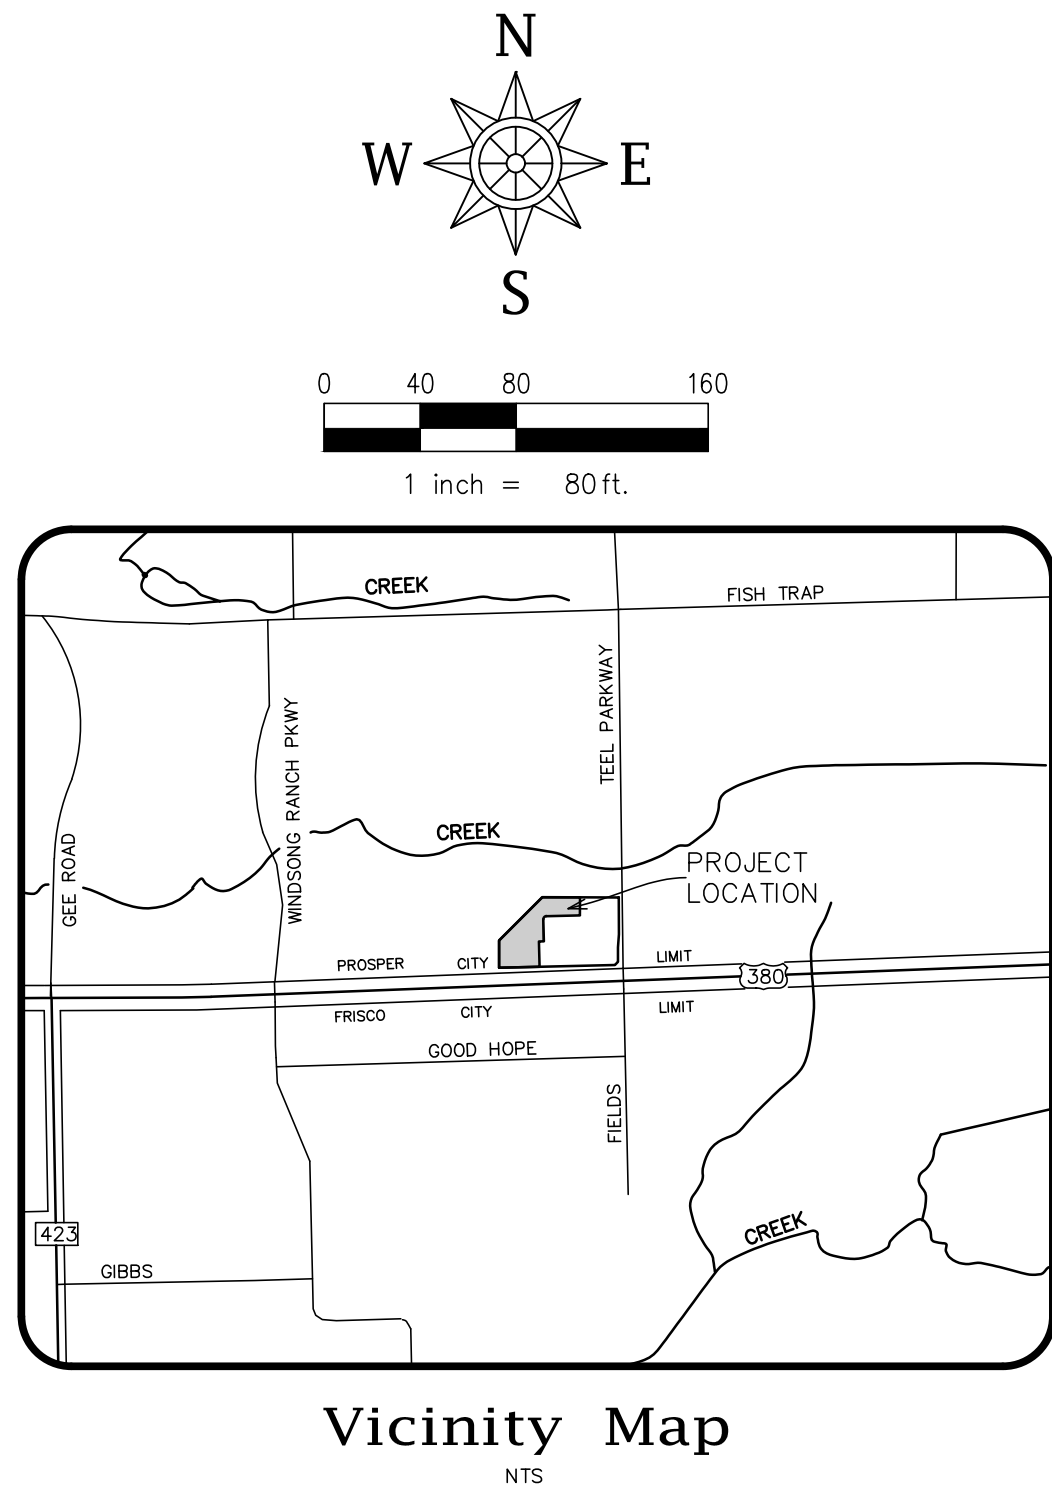 N
W E
S
0 40 80 160
1 inch = 80 ft.
CREEK
FISH TRAP
TEEL PARKWAY
WINDSONG RANCH PKWY
GEE ROAD
CREEK
PROJECT
LOCATION
PROSPER CITY LIMIT
380
FRISCO CITY LIMIT
GOOD HOPE
FIELDS
423
CREEK
GIBBS
Vicinity Map
NTS